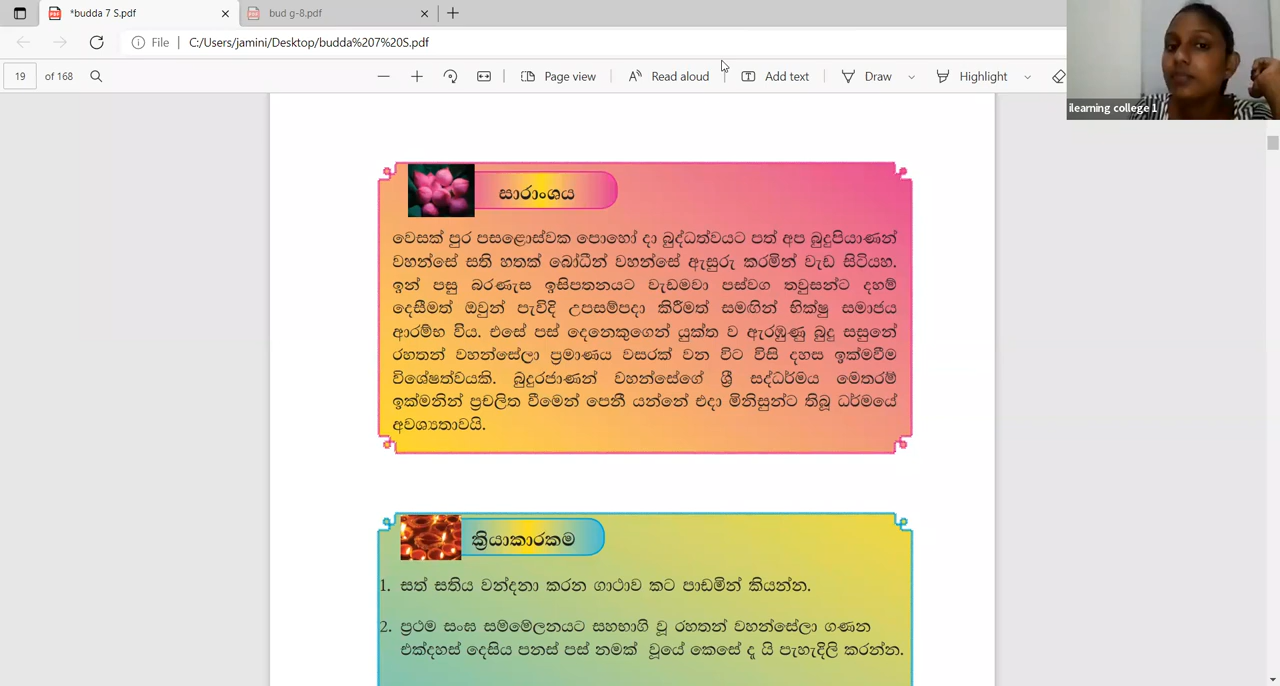 *budda 7 S.pdf
bud g-8.pdf
File
C:/Users/jamini/Desktop/budda%207%20S.pdf
19 of 168
Page view
Read aloud
Add text
Draw
Highlight
ilearning college 1
සාරාංශය
වෙසක් පුර පසළොස්වක පොහෝ දා බුද්ධත්වයට පත් අප බුදුපියාණන්
වහන්සේ සති හතක් බෝධීන් වහන්සේ ඇසුරු කරමින් වැඩ සිටියහ.
ඉන් පසු බරණැස ඉසිපතනයට වැඩමවා පස්වග තවුසන්ට දහම්
දෙසීමත් ඔවුන් පැවිදි උපසම්පදා කිරීමත් සමඟින් භික්ෂු සමාජය
ආරම්භ විය. එසේ පස් දෙනෙකුගෙන් යුක්ත ව ඇරඹුණු බුදු සසුනේ
රහතන් වහන්සේලා ප්‍රමාණය වසරක් වන විට විසි දහස ඉක්මවීම
විශේෂත්වයකි. බුදුරජාණන් වහන්සේගේ ශ්‍රී සද්ධර්මය මෙතරම්
ඉක්මනින් ප්‍රචලිත වීමෙන් පෙනී යන්නේ එදා මිනිසුන්ට තිබූ ධර්මයේ
අවශ්‍යතාවයි.
ක්‍රියාකාරකම
1. සත් සතිය වන්දනා කරන ගාථාව කට පාඩමින් කියන්න.
2. ප්‍රථම සංඝ සම්මේලනයට සහභාගි වූ රහතන් වහන්සේලා ගණන
එක්දහස් දෙසිය පනස් පස් නමක් වූයේ කෙසේ දැ යි පැහැදිලි කරන්න.